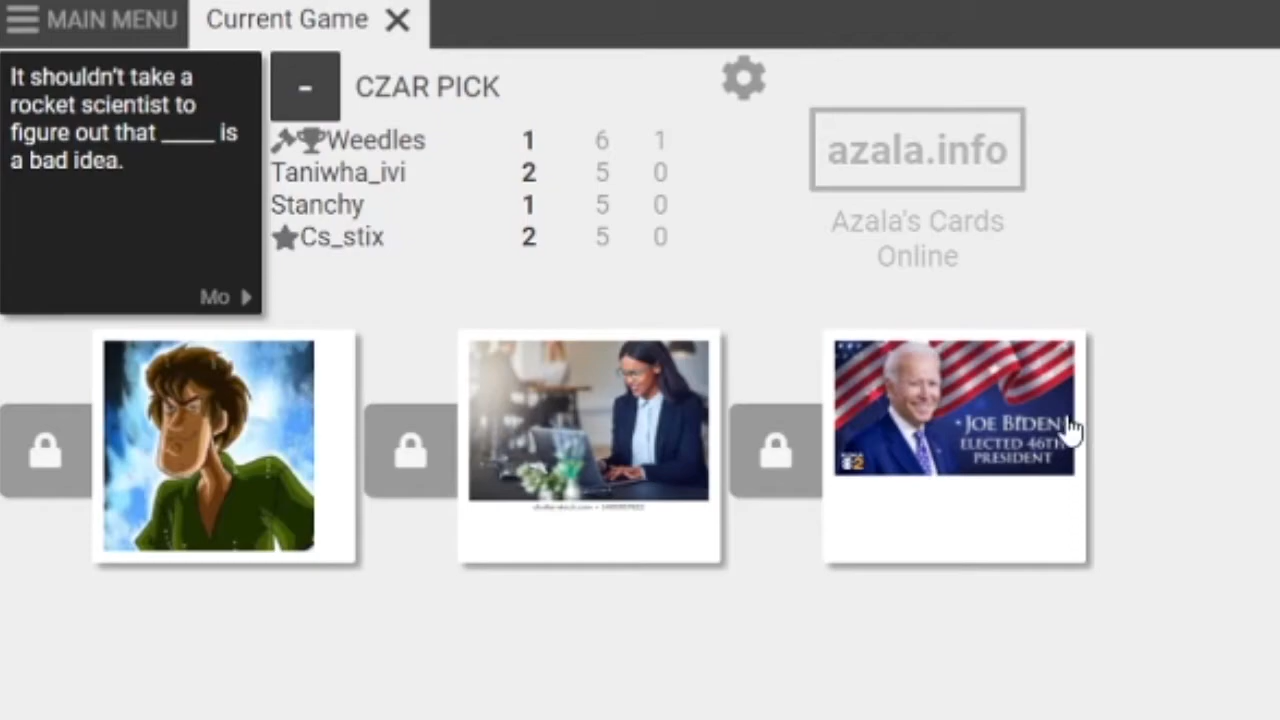 MAIN MENU
Current Game
It shouldn't take a
rocket scientist to
figure out that _____ is
a bad idea.
Mo
-
CZAR PICK
Weedles 1 6 1
Taniwha_ivi 2 5 0
Stanchy 1 5 0
Cs_stix 2 5 0
azala.info
Azala's Cards
Online
JOE BIDEN
ELECTED 46TH
PRESIDENT